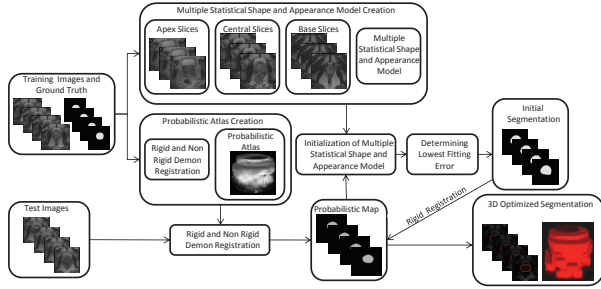 Multiple Statistical Shape and Appearance Model Creation
Apex Slices
Central Slices
Base Slices
Multiple
Statistical Shape
and Appearance
Model
Training Images and
Ground Truth
Probabilistic Atlas Creation
Rigid and Non
Rigid Demon
Registration
Probabilistic
Atlas
Initialization of Multiple
Statistical Shape and
Appearance Model
Determining
Lowest Fitting
Error
Initial
Segmentation
Rigid Registration
Test Images
Rigid and Non Rigid
Demon Registration
Probabilistic Map
3D Optimized Segmentation